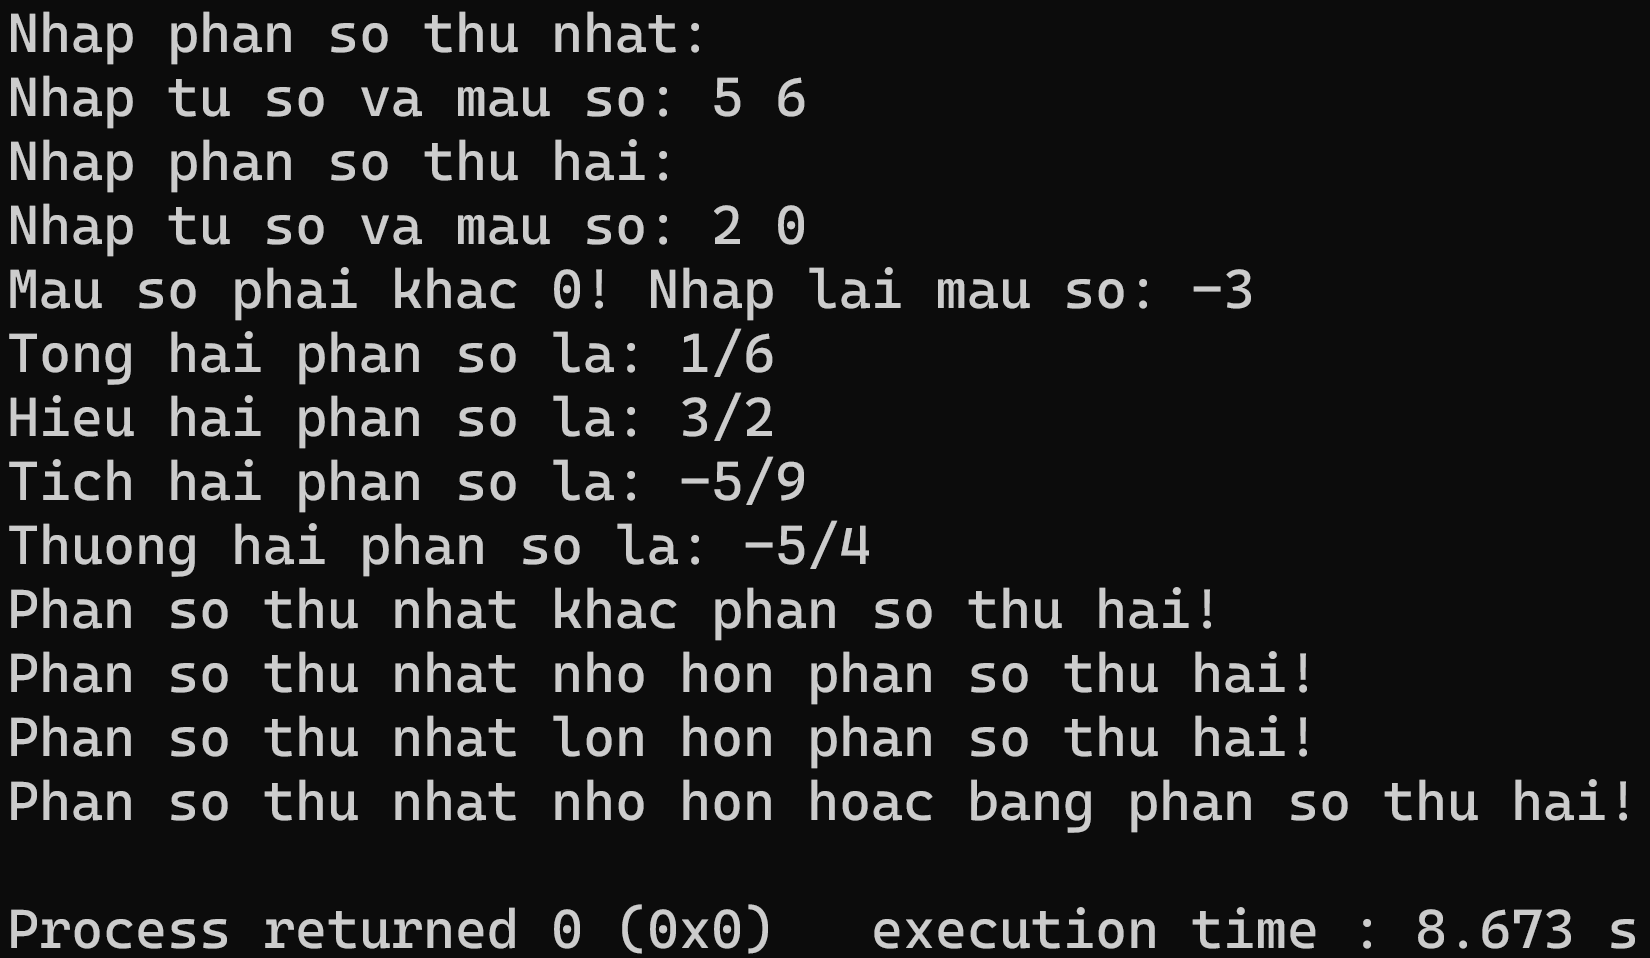 Nhap phan so thu nhat:
Nhap tu so va mau so: 5 6
Nhap phan so thu hai:
Nhap tu so va mau so: 2 0
Mau so phai khac 0! Nhap lai mau so: -3
Tong hai phan so la: 1/6
Hieu hai phan so la: 3/2
Tich hai phan so la: -5/9
Thuong hai phan so la: -5/4
Phan so thu nhat khac phan so thu hai!
Phan so thu nhat nho hon phan so thu hai!
Phan so thu nhat lon hon phan so thu hai!
Phan so thu nhat nho hon hoac bang phan so thu hai!
Process returned 0 (0x0)   execution time : 8.673 s